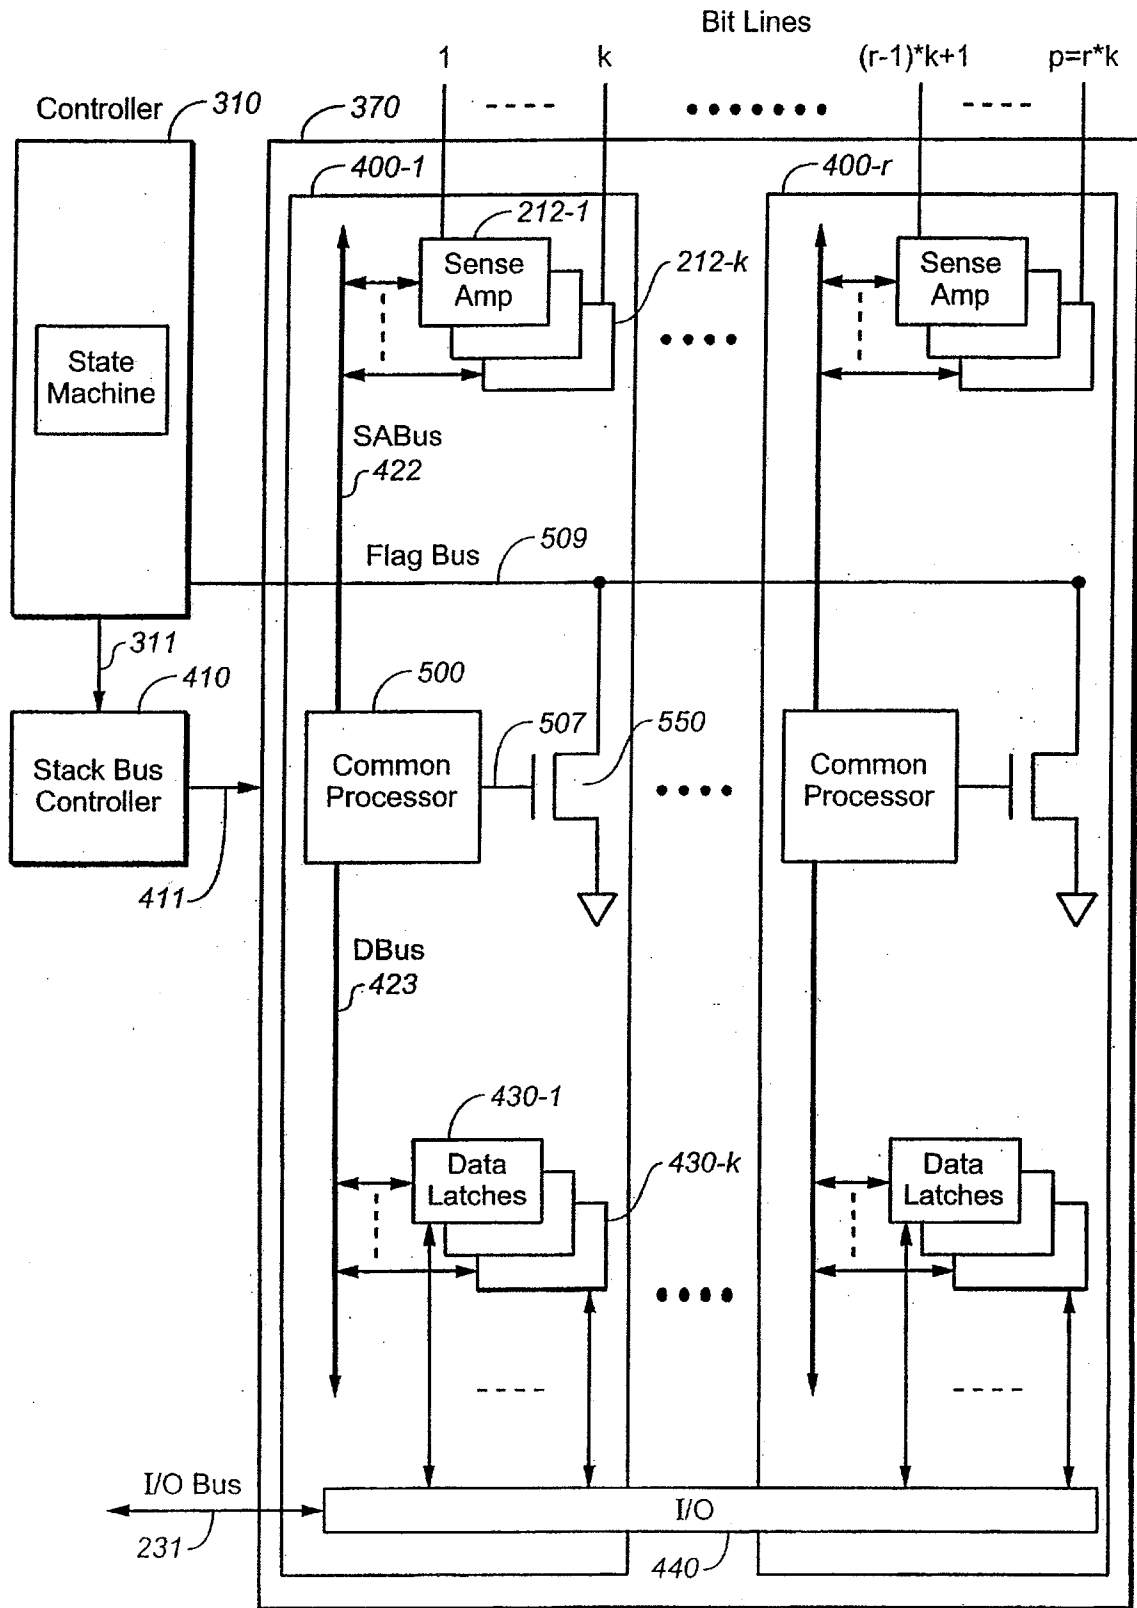 Bit Lines
1
k
(r-1)*k+1
p=r*k
Controller
310
370
400-1
400-r
212-1
212-k
Sense
Amp
Sense
Amp
State
Machine
SABus
422
Flag Bus
509
311
410
500
507
550
Stack Bus
Controller
Common
Processor
Common
Processor
411
DBus
423
430-1
430-k
Data
Latches
Data
Latches
I/O Bus
231
I/O
440